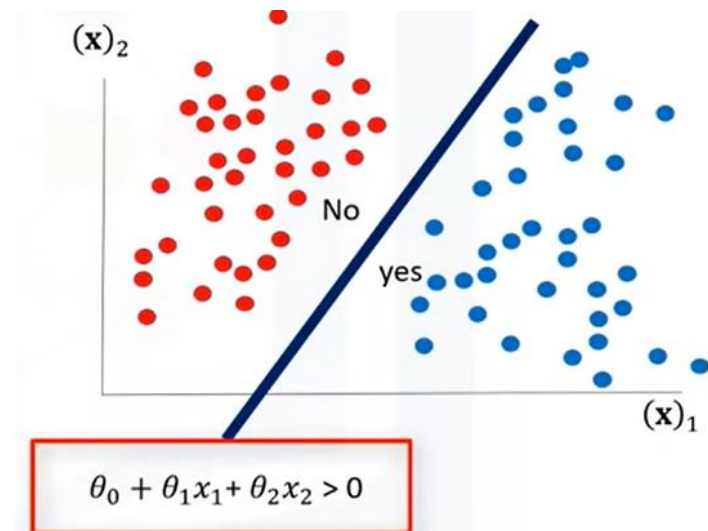 (𝐱)₂
No
yes
(𝐱)₁
𝜃₀ + 𝜃₁𝑥₁+ 𝜃₂𝑥₂ > 0